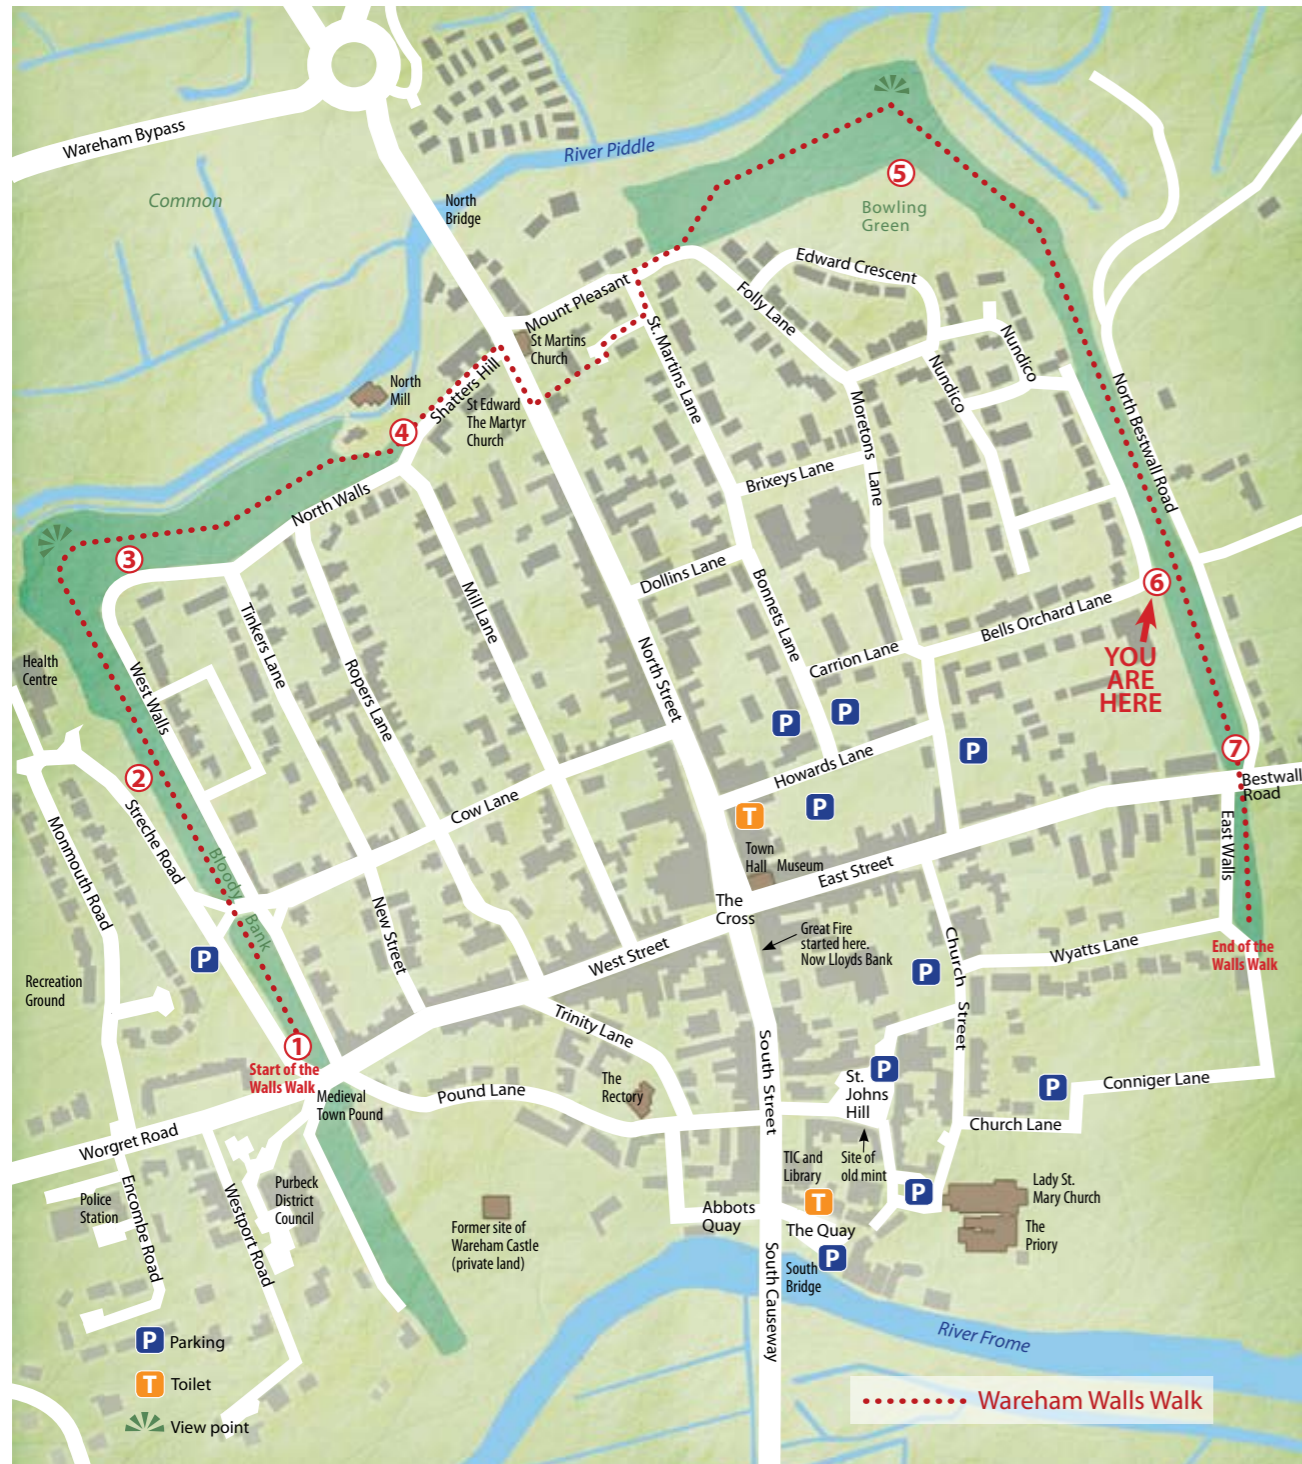 Wareham Bypass
River Piddle
Common
North
Bridge
5
Bowling
Green
Edward Crescent
Mount Pleasant
Folly Lane
St Martins
Church
St. Martins Lane
Nundico
Nundico
North
Mill
Shatters Hill
St Edward
The Martyr
Church
4
Moretons Lane
North Bestwall Road
Brixeys Lane
North Walls
3
Dollins Lane
Bonnets Lane
6
Bells Orchard Lane
YOU
ARE
HERE
Mill Lane
Tinkers Lane
Ropers Lane
North Street
Carrion Lane
Health
Centre
West Walls
P
P
P
7
2
Howards Lane
Bestwall
Road
Streche Road
Cow Lane
T
P
Monmouth Road
Bloody
Bank
Town
Hall
Museum
East Street
East Walls
The
Cross
New Street
Great Fire
started here.
Now Lloyds Bank
Church Street
Wyatts Lane
End of the
Walls Walk
P
West Street
P
Recreation
Ground
Trinity Lane
1
Start of the
Walls Walk
Medieval
Town Pound
Pound Lane
The
Rectory
South Street
St.
Johns
Hill
P
P
Conniger Lane
Church Lane
Worgret Road
TIC and
Library
Site of
old mint
Police
Station
Encombe Road
Westport Road
Purbeck
District
Council
Former site of
Wareham Castle
(private land)
Abbots
Quay
T
The Quay
P
Lady St.
Mary Church
The
Priory
South
Bridge
P
South Causeway
River Frome
P Parking
T Toilet
View point
Wareham Walls Walk